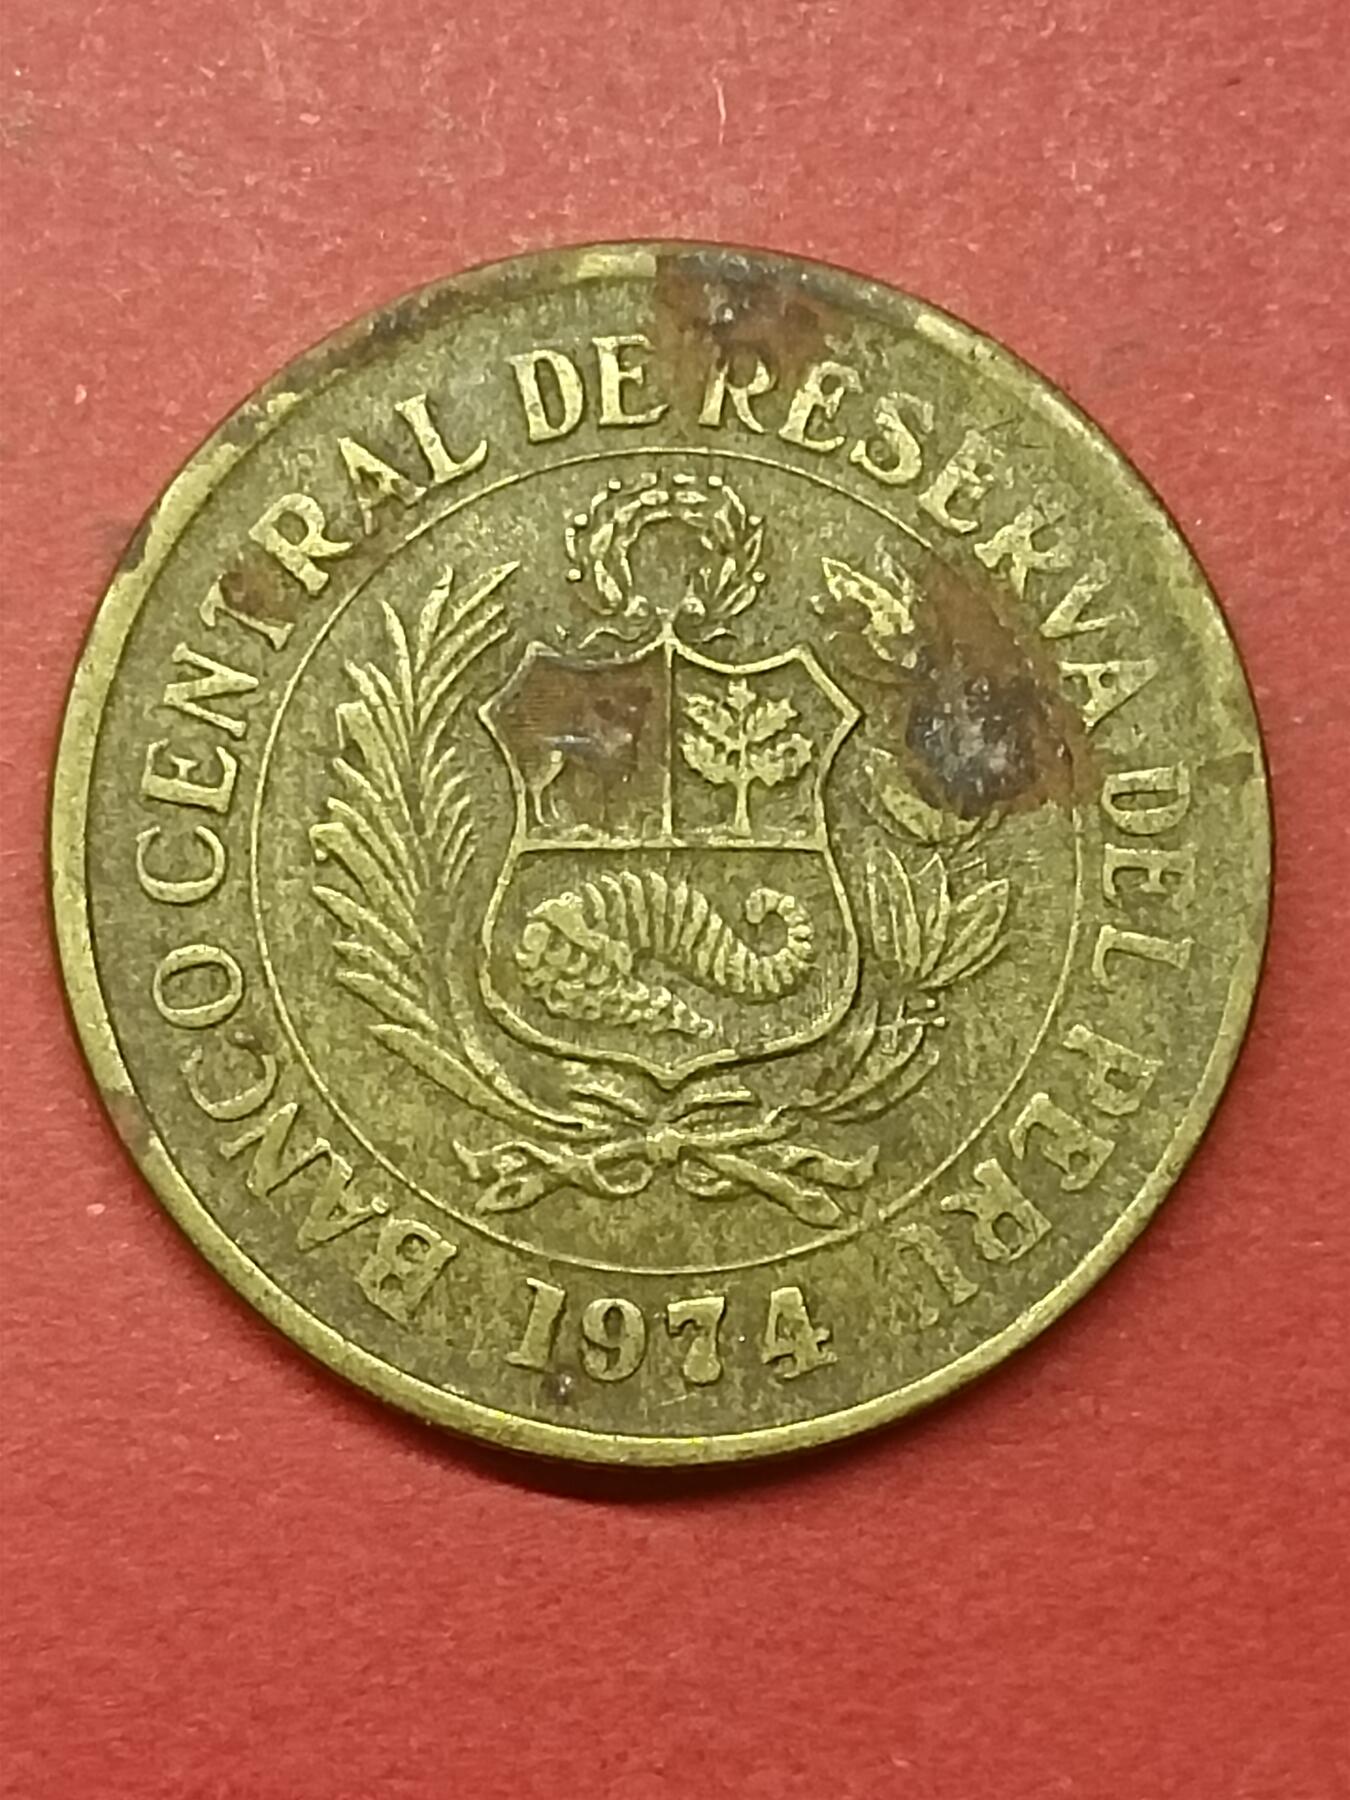 BANCO CENTRAL DE RESERVA DEL PERU
1974